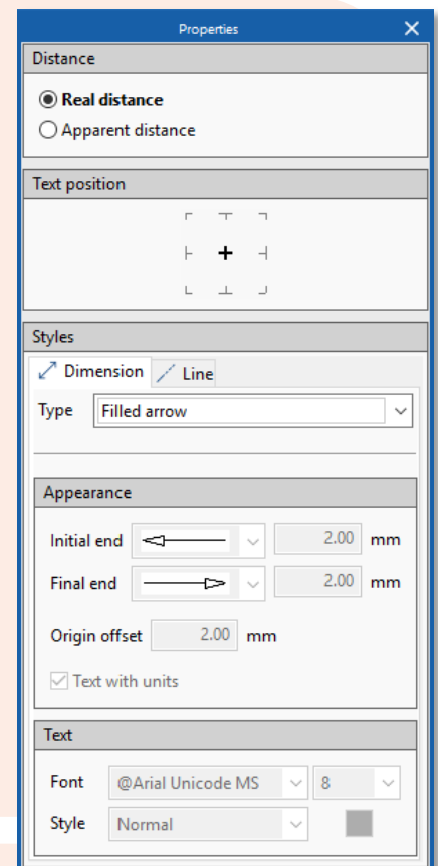 Properties
Distance
Real distance
Apparent distance
Text position
Styles
Dimension Line
Type Filled arrow
Appearance
Initial end 2.00 mm
Final end 2.00 mm
Origin offset 2.00 mm
Text with units
Text
Font @Arial Unicode MS 8
Style Normal